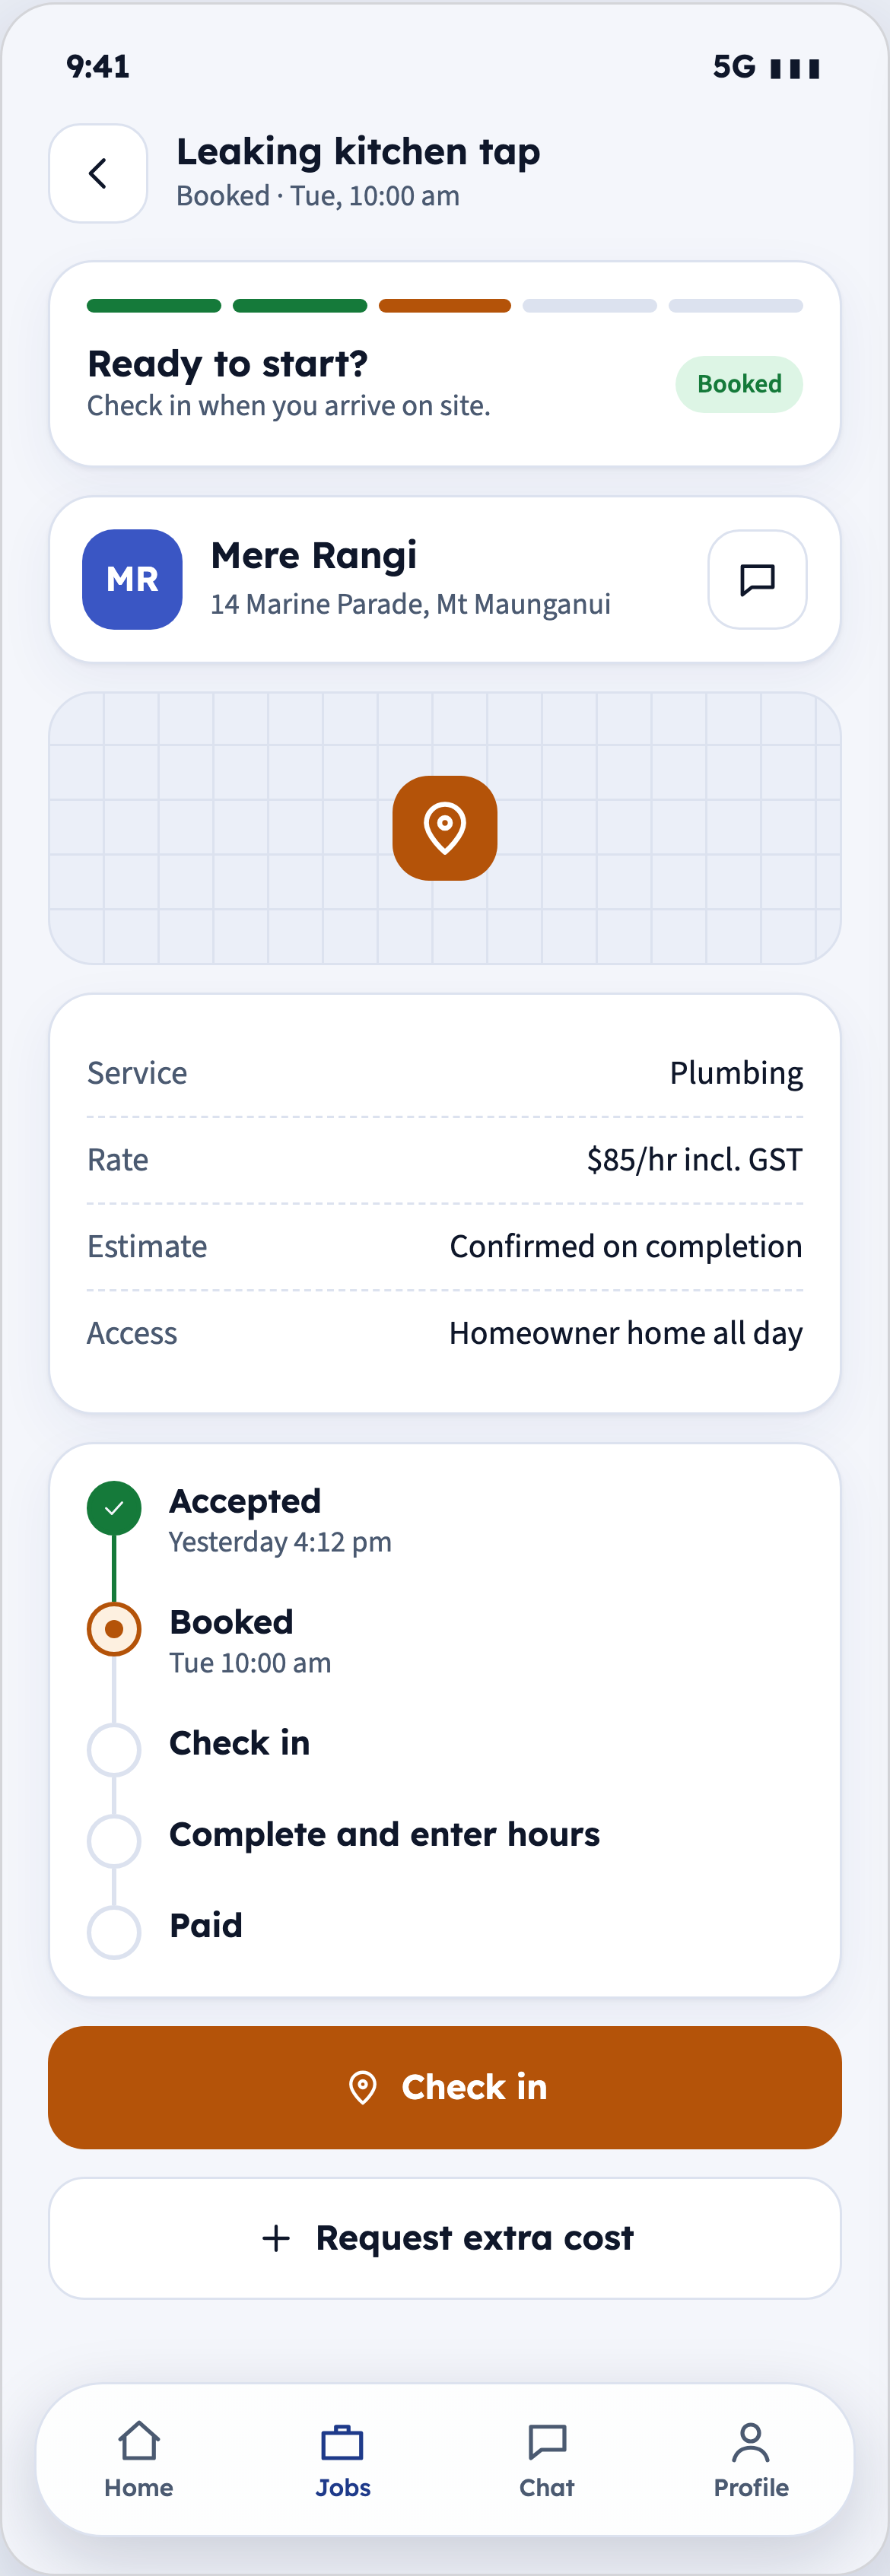 9:41 5G
Leaking kitchen tap
Booked · Tue, 10:00 am
Ready to start?
Check in when you arrive on site.
Booked
MR
Mere Rangi
14 Marine Parade, Mt Maunganui
Service Plumbing
Rate $85/hr incl. GST
Estimate Confirmed on completion
Access Homeowner home all day
Accepted
Yesterday 4:12 pm
Booked
Tue 10:00 am
Check in
Complete and enter hours
Paid
Check in
Request extra cost
Home Jobs Chat Profile